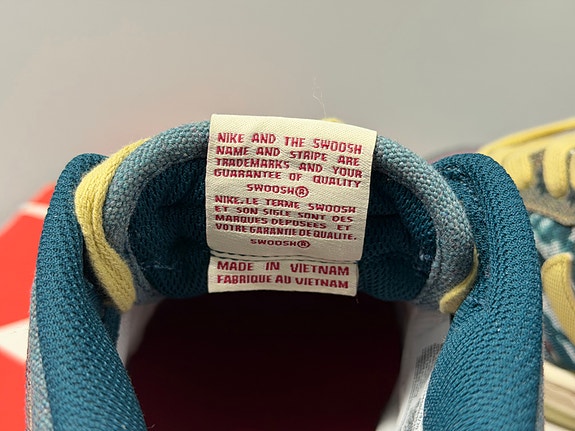 NIKE AND THE SWOOSH
NAME AND STRIPE ARE
TRADEMARKS AND YOUR
GUARANTEE OF QUALITY
SWOOSH®
NIKE, LE TERME SWOOSH
ET SON SIGLE SONT DES
MARQUES DEPOSEES ET
VOTRE GARANTIE DE QUALITE.
SWOOSH®
MADE IN VIETNAM
FABRIQUE AU VIETNAM